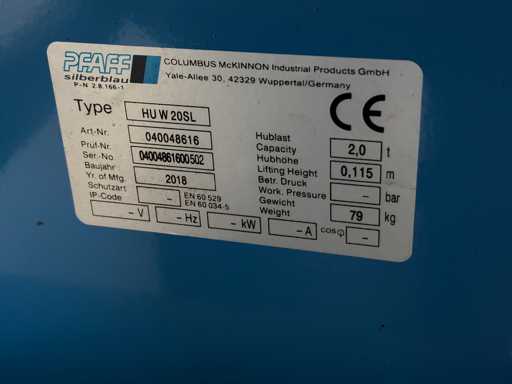 PFAFF
silberblau
P-N 2.8.166-1
COLUMBUS McKINNON Industrial Products GmbH
Yale-Allee 30, 42329 Wuppertal/Germany
CE
Type HU W 20SL
Art-Nr. 040048616
Prüf-Nr.
Ser.-No. 04004861600502
Baujahr
Yr. of Mfg. 2018
Schutzart
IP-Code – EN 60 529
EN 60 034-5
– V – Hz – kW – A cosφ –
Hublast
Capacity 2,0 t
Hubhöhe
Lifting Height 0,115 m
Betr. Druck
Work. Pressure – bar
Gewicht
Weight 79 kg